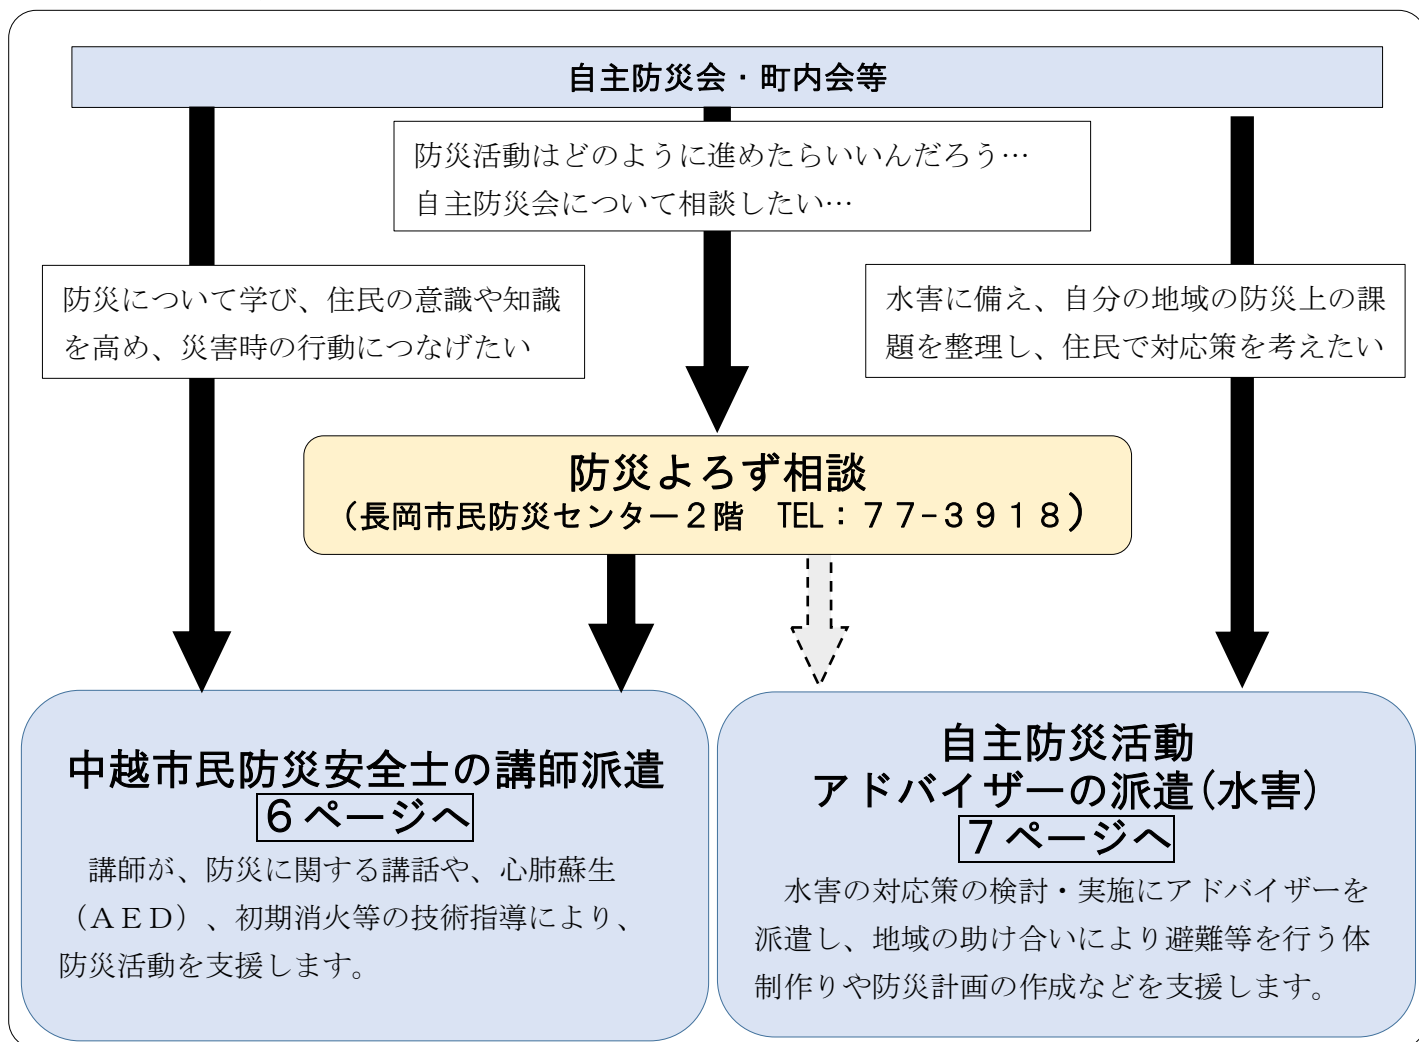 自主防災会・町内会等
防災活動はどのように進めたらいいんだろう…
自主防災会について相談したい…
防災について学び、住民の意識や知識
を高め、災害時の行動につなげたい
水害に備え、自分の地域の防災上の課
題を整理し、住民で対応策を考えたい
防災よろず相談
（長岡市民防災センター２階　TEL：７７-３９１８）
中越市民防災安全士の講師派遣
６ページへ
講師が、防災に関する講話や、心肺蘇生
（ＡＥＤ）、初期消火等の技術指導により、
防災活動を支援します。
自主防災活動
アドバイザーの派遣(水害)
７ページへ
水害の対応策の検討・実施にアドバイザーを
派遣し、地域の助け合いにより避難等を行う体
制作りや防災計画の作成などを支援します。